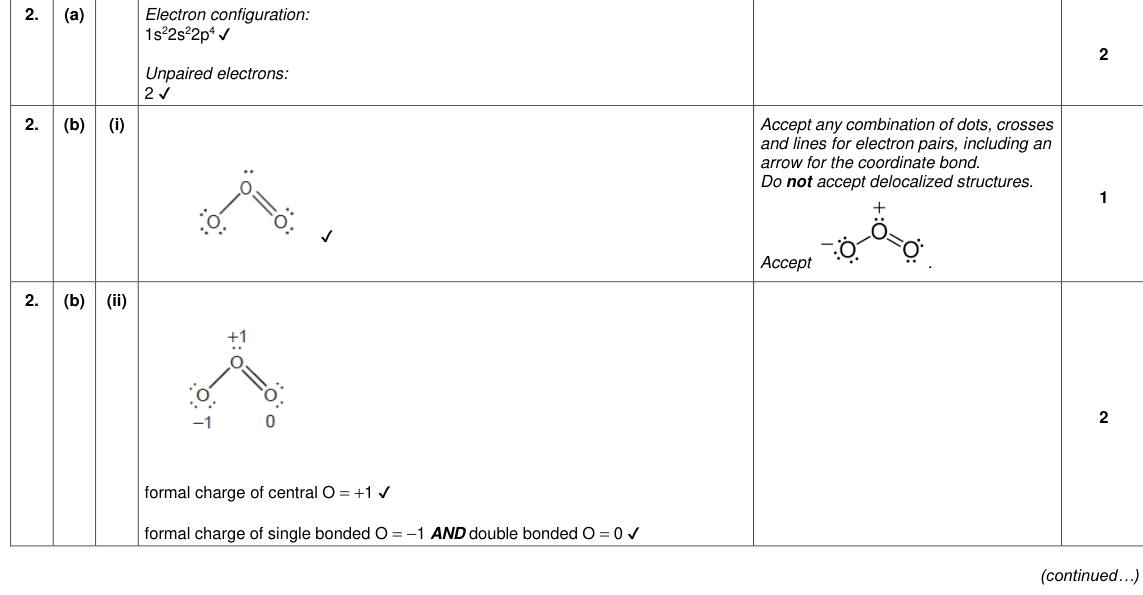 2. (a) Electron configuration:
1s²2s²2p⁴ ✓
2
Unpaired electrons:
2 ✓
2. (b) (i) Accept any combination of dots, crosses
and lines for electron pairs, including an
arrow for the coordinate bond.
Do not accept delocalized structures.
O
O O
✓
1
+
O
− O O
Accept .
2. (b) (ii)
+1
O
O O
−1 0
2
formal charge of central O = +1 ✓
formal charge of single bonded O = −1 AND double bonded O = 0 ✓
(continued…)